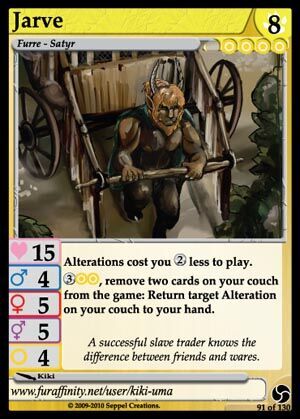 Jarve
8
Furre - Satyr
15
4
5
5
4
Alterations cost you 2 less to play.
3, remove two cards on your couch
from the game: Return target Alteration
on your couch to your hand.
A successful slave trader knows the
difference between friends and wares.
Kiki
www.furaffinity.net/user/kiki-uma
© 2009-2010 Seppel Creations.
91 of 130